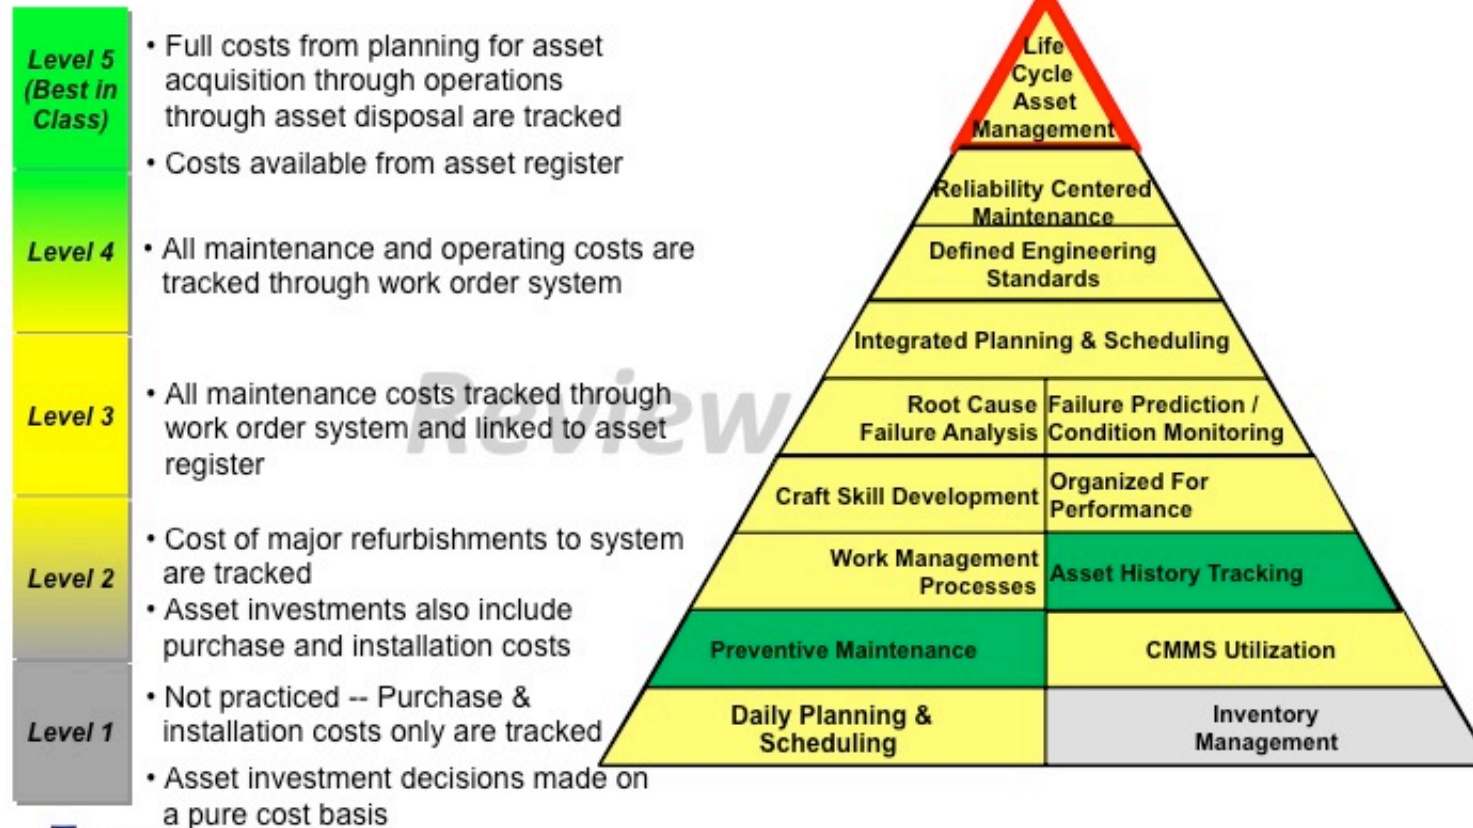 Level 5
(Best in
Class)
• Full costs from planning for asset
acquisition through operations
through asset disposal are tracked
• Costs available from asset register
Level 4
• All maintenance and operating costs are
tracked through work order system
Level 3
• All maintenance costs tracked through
work order system and linked to asset
register
Level 2
• Cost of major refurbishments to system
are tracked
• Asset investments also include
purchase and installation costs
Level 1
• Not practiced -- Purchase &
installation costs only are tracked
• Asset investment decisions made on
a pure cost basis
Review
Life
Cycle
Asset
Management
Reliability Centered
Maintenance
Defined Engineering
Standards
Integrated Planning & Scheduling
Root Cause
Failure Analysis
Failure Prediction /
Condition Monitoring
Craft Skill Development
Organized For
Performance
Work Management
Processes
Asset History Tracking
Preventive Maintenance
CMMS Utilization
Daily Planning &
Scheduling
Inventory
Management